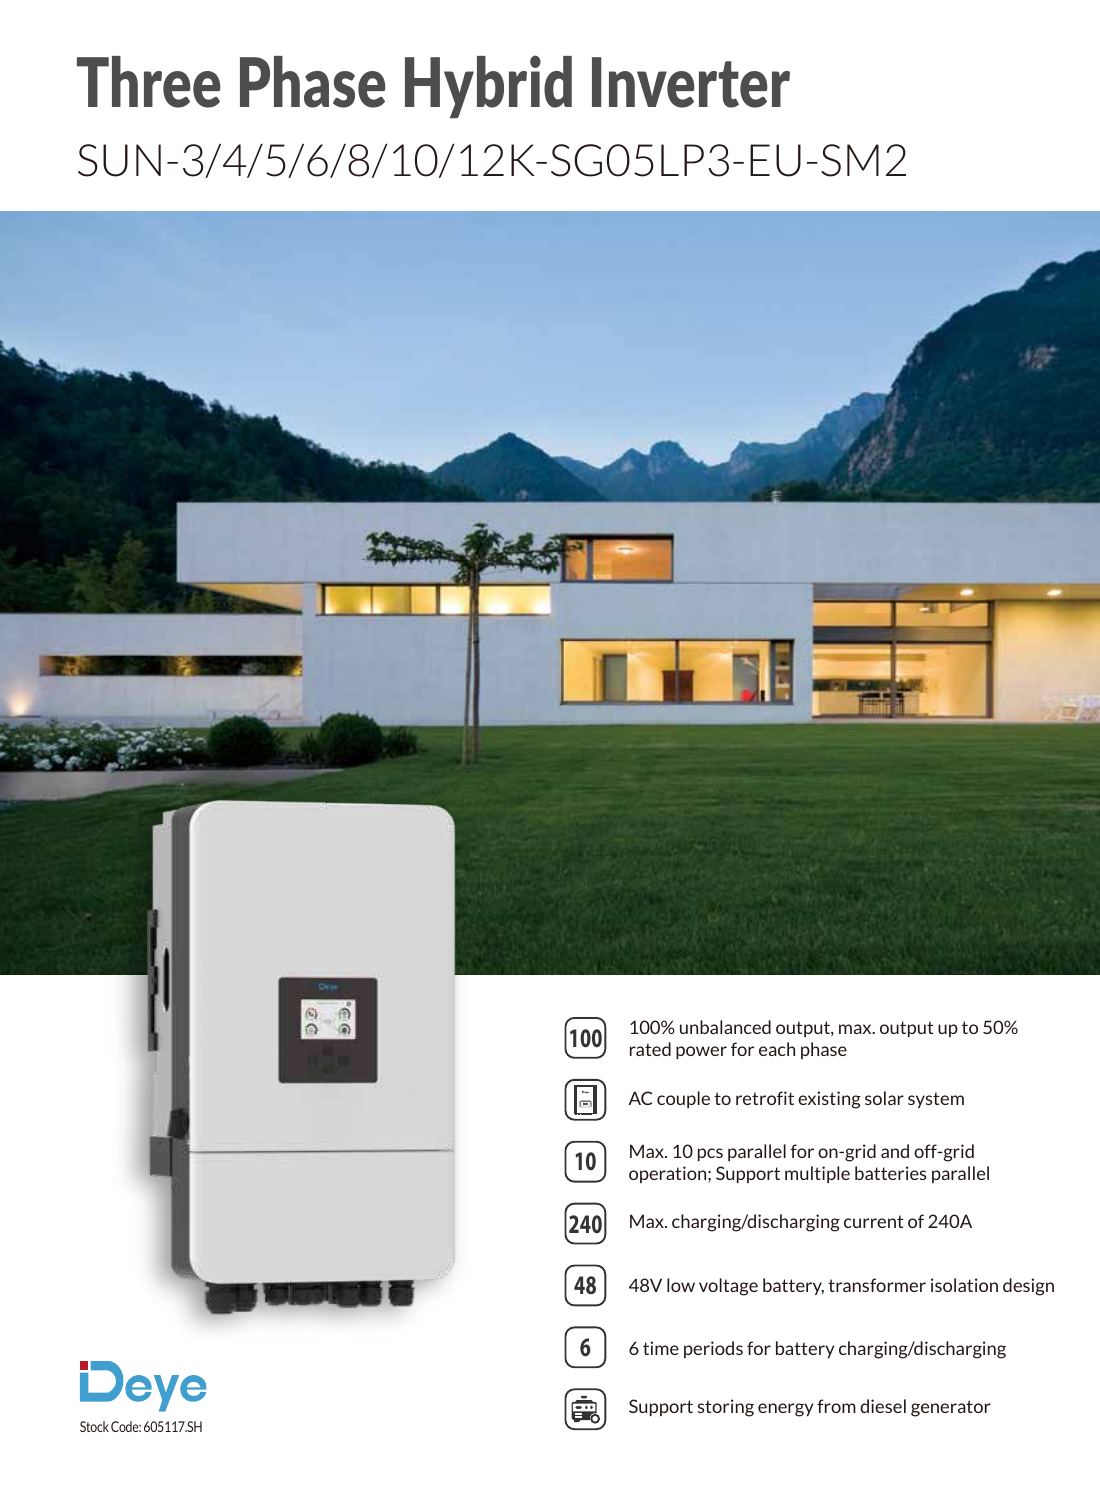 Three Phase Hybrid Inverter
SUN-3/4/5/6/8/10/12K-SG05LP3-EU-SM2
Deye
100
100% unbalanced output, max. output up to 50%
rated power for each phase
AC couple to retrofit existing solar system
10
Max. 10 pcs parallel for on-grid and off-grid
operation; Support multiple batteries parallel
240
Max. charging/discharging current of 240A
48
48V low voltage battery, transformer isolation design
6
6 time periods for battery charging/discharging
Support storing energy from diesel generator
Deye
Stock Code: 605117.SH